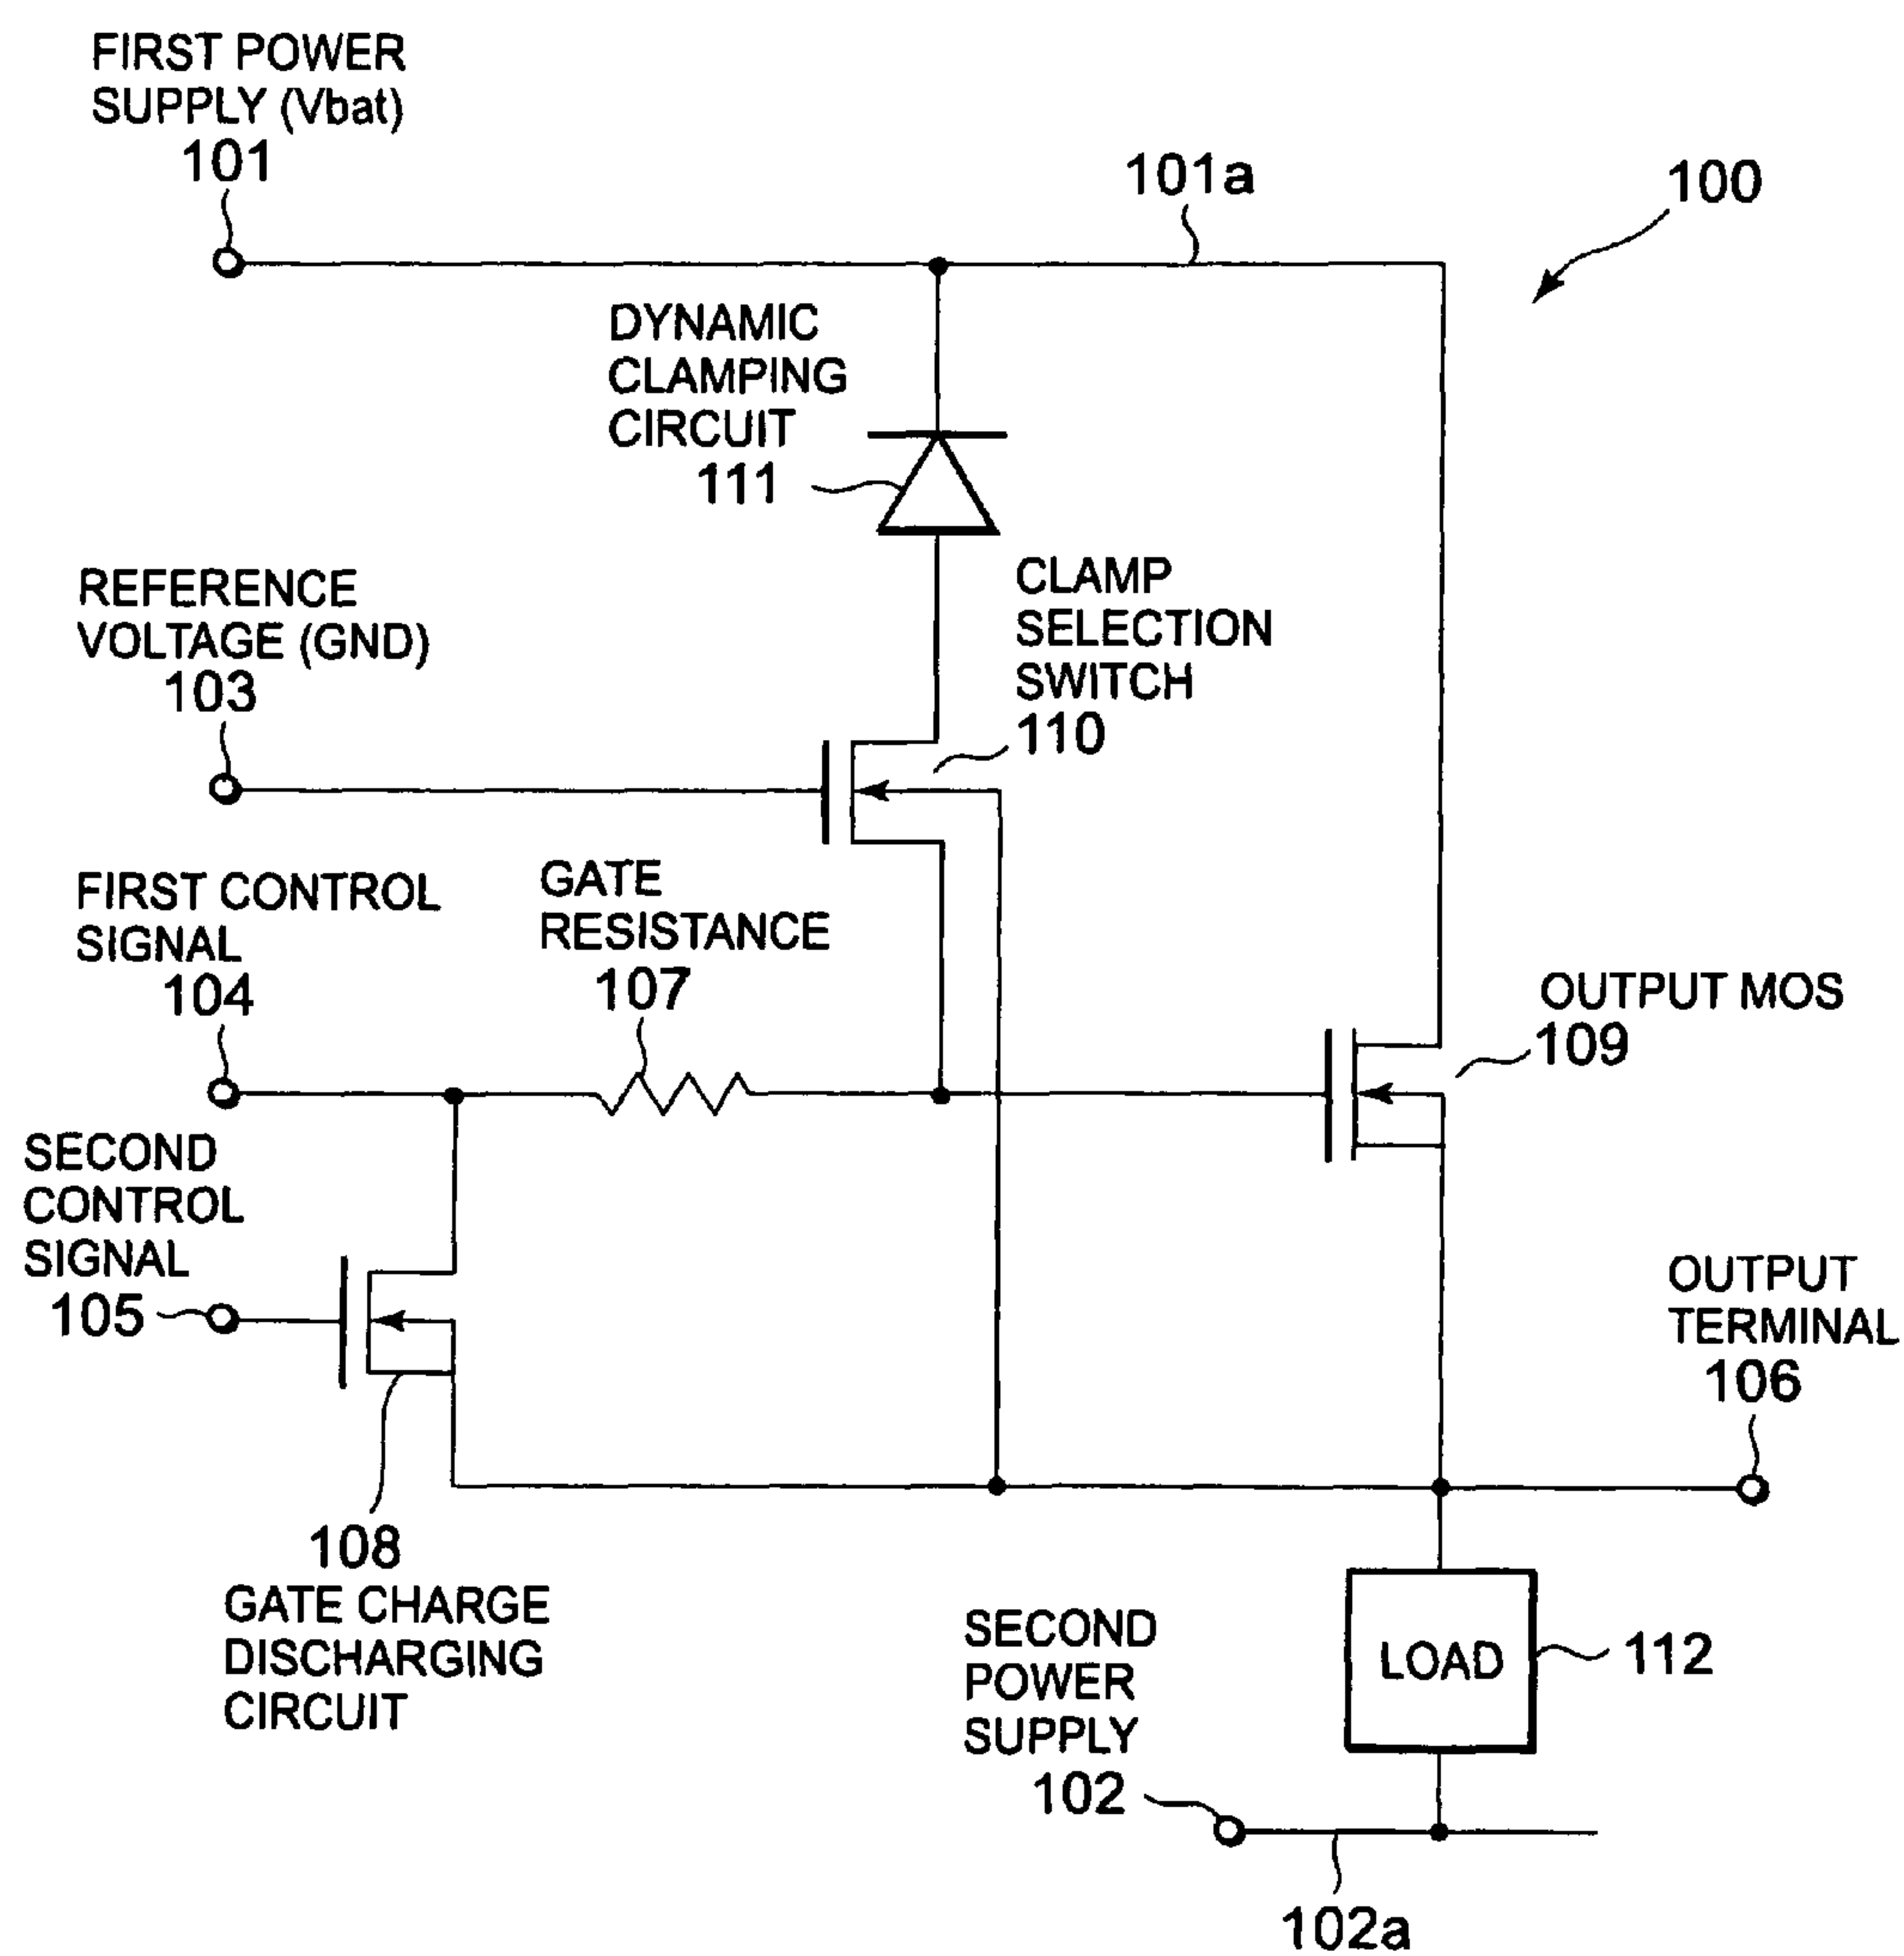 FIRST POWER
SUPPLY (Vbat)
101
101a
100
DYNAMIC
CLAMPING
CIRCUIT
111
REFERENCE
VOLTAGE (GND)
103
CLAMP
SELECTION
SWITCH
110
FIRST CONTROL
SIGNAL
104
GATE
RESISTANCE
107
OUTPUT MOS
109
SECOND
CONTROL
SIGNAL
105
OUTPUT
TERMINAL
106
108
GATE CHARGE
DISCHARGING
CIRCUIT
SECOND
POWER
SUPPLY
102
LOAD
112
102a